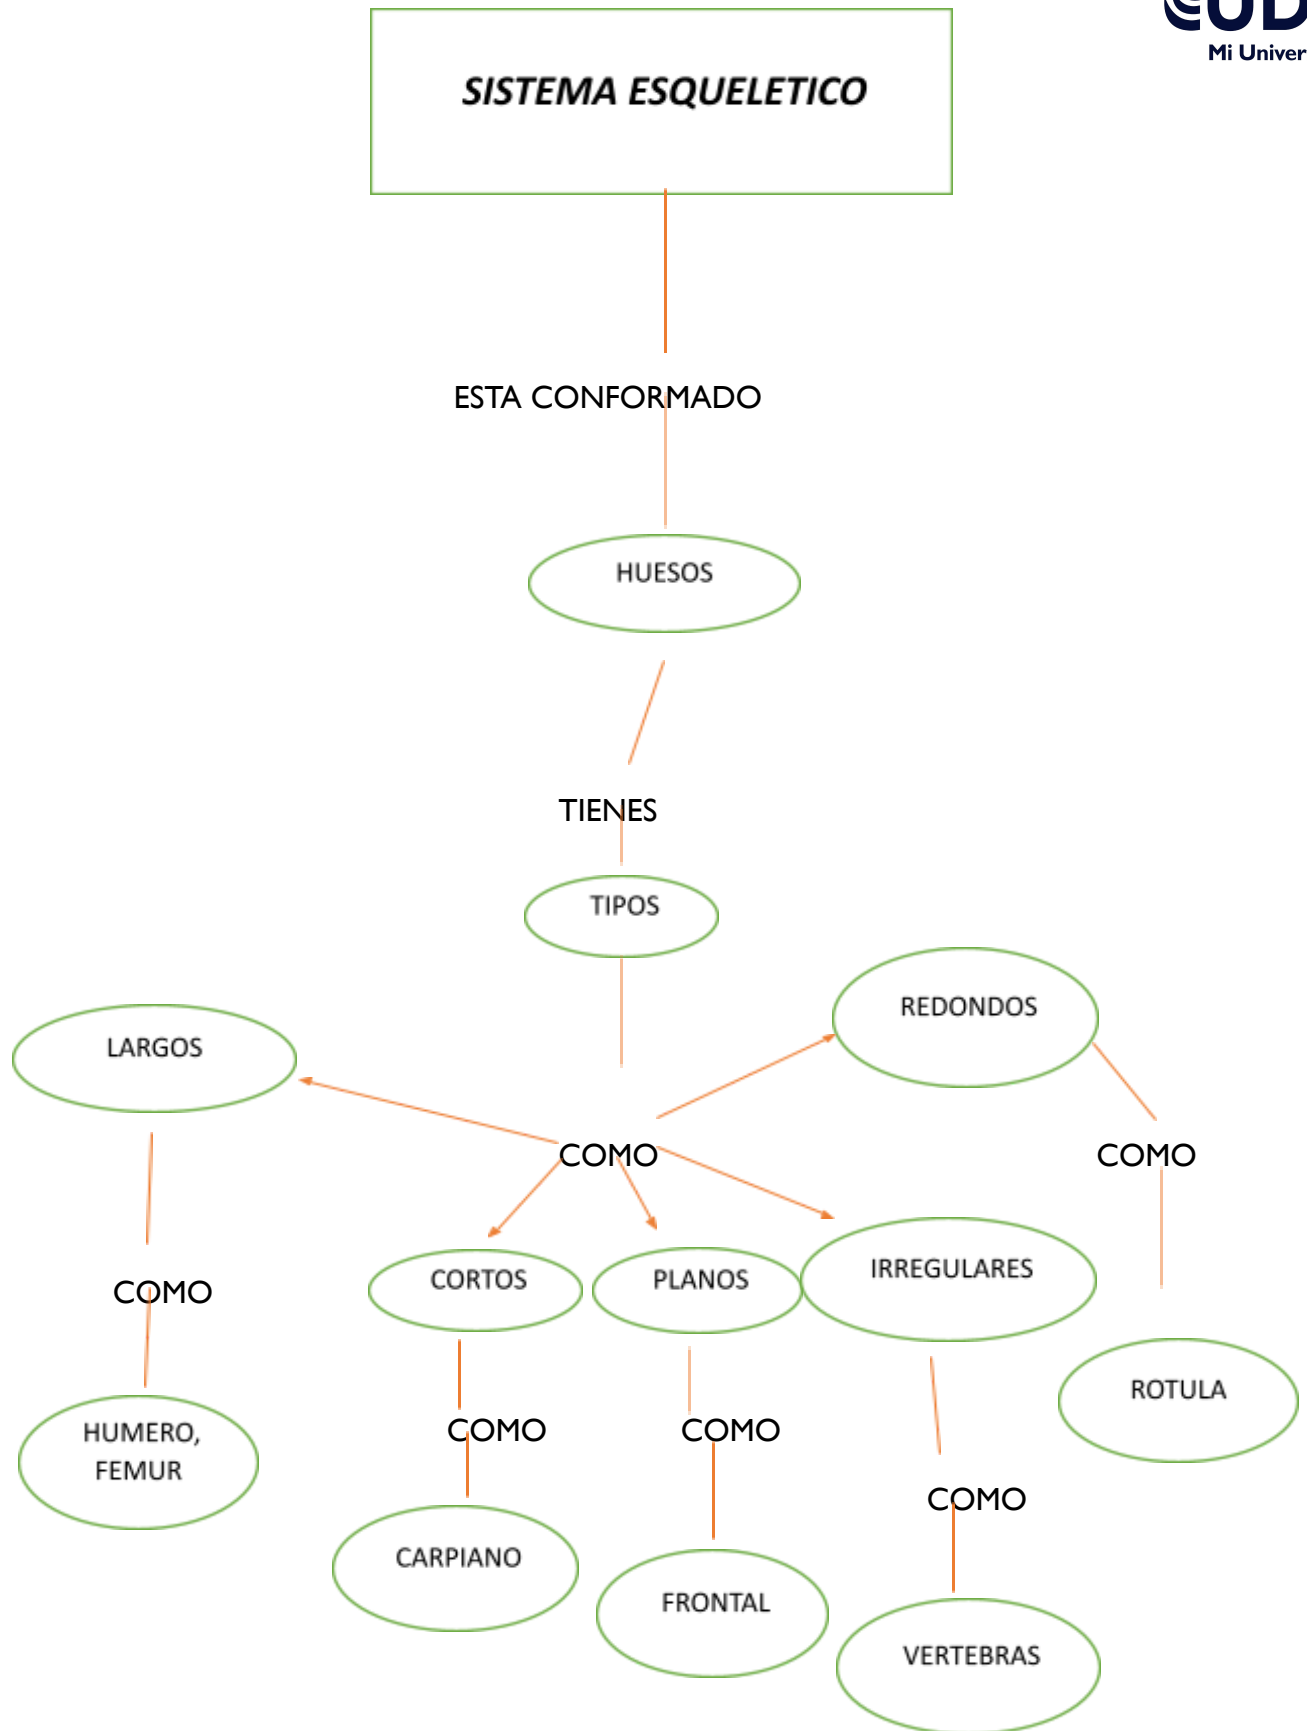 UD
Mi Univer
SISTEMA ESQUELETICO
ESTA CONFORMADO
HUESOS
TIENES
TIPOS
REDONDOS
LARGOS
COMO
COMO
IRREGULARES
CORTOS
PLANOS
COMO
ROTULA
HUMERO,
FEMUR
COMO
COMO
COMO
CARPIANO
FRONTAL
VERTEBRAS